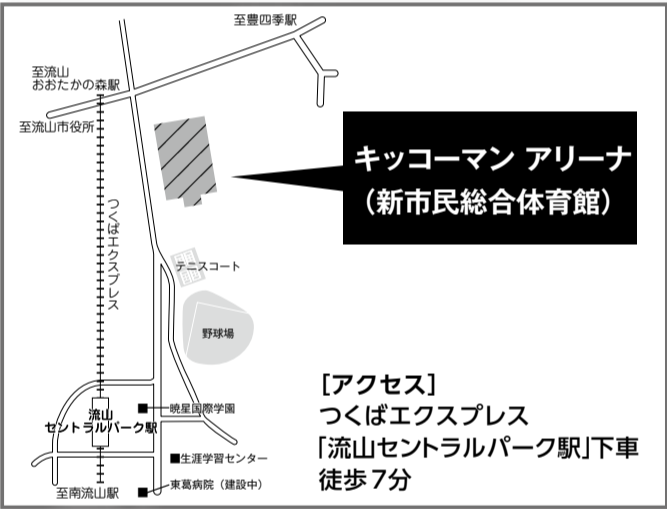 至豊四季駅
至流山
おおたかの森駅
至流山市役所
キッコーマン アリーナ
（新市民総合体育館）
つくばエクスプレス
テニスコート
野球場
流山
セントラルパーク駅
暁星国際学園
生涯学習センター
東葛病院（建設中）
至南流山駅
［アクセス］
つくばエクスプレス
「流山セントラルパーク駅」下車
徒歩7分